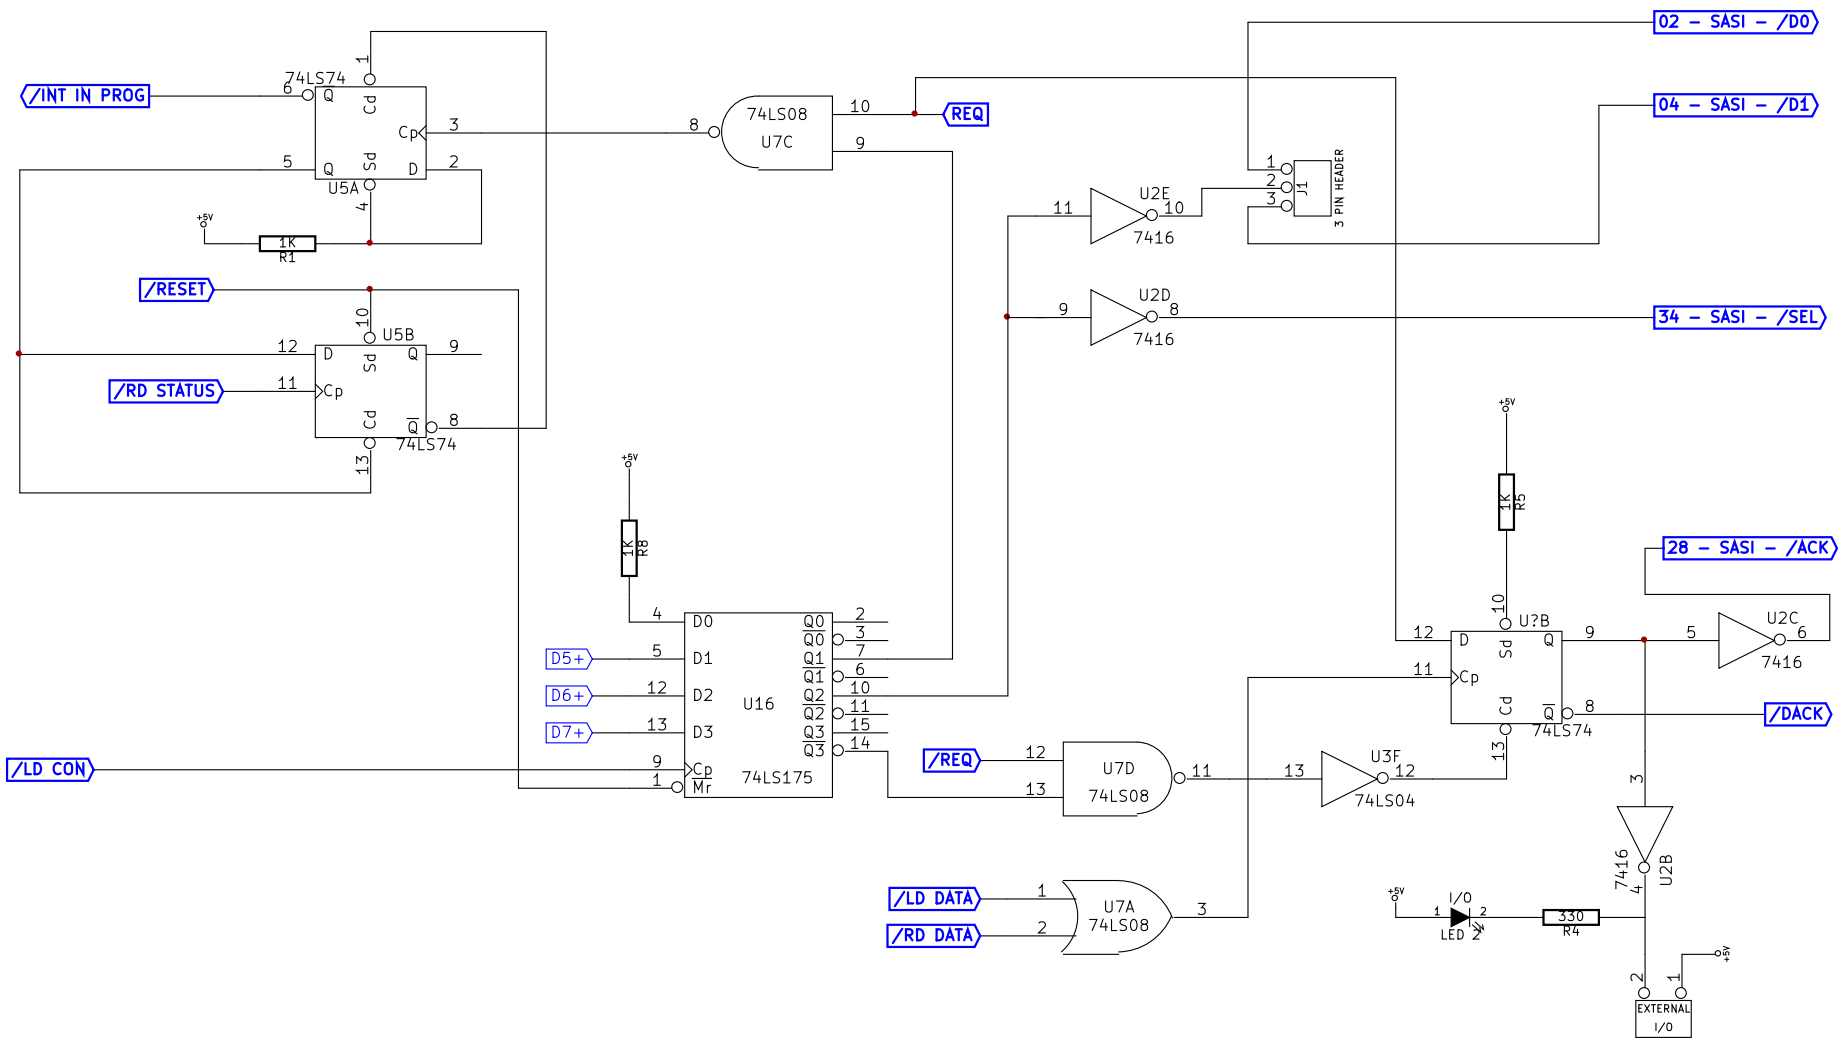 02 - SASI - /D0
1
74LS74
/INT IN PROG
6
Q
Cd
10
74LS08
REQ
04 - SASI - /D1
Cp
3
8
U7C
9
5
Q
Sd
D
2
U5A
4
1
2
3
J1
3 PIN HEADER
U2E
11
10
7416
+5V
1K
R1
/RESET
10
U5B
U2D
9
8
7416
34 - SASI - /SEL
12
D
Sd
Q
9
/RD STATUS
11
Cp
Cd
Q
8
74LS74
13
+5V
+5V
1K
R5
1K
R8
28 - SASI - /ACK
4
D0
Q0
2
Q0
3
D5+
5
D1
Q1
7
Q1
6
D6+
12
D2
U16
Q2
10
Q2
11
D7+
13
D3
Q3
15
Q3
14
/LD CON
9
Cp
74LS175
1
Mr
10
U?B
12
D
Sd
Q
9
5
U2C
6
7416
11
Cp
Cd
Q
8
/DACK
74LS74
13
/REQ
12
U7D
11
13
74LS08
13
U3F
12
74LS04
3
7416
U2B
4
/LD DATA
1
U7A
74LS08
3
/RD DATA
2
+5V
I/O
1
2
LED 2
330
R4
+5V
2
1
EXTERNAL
I/O